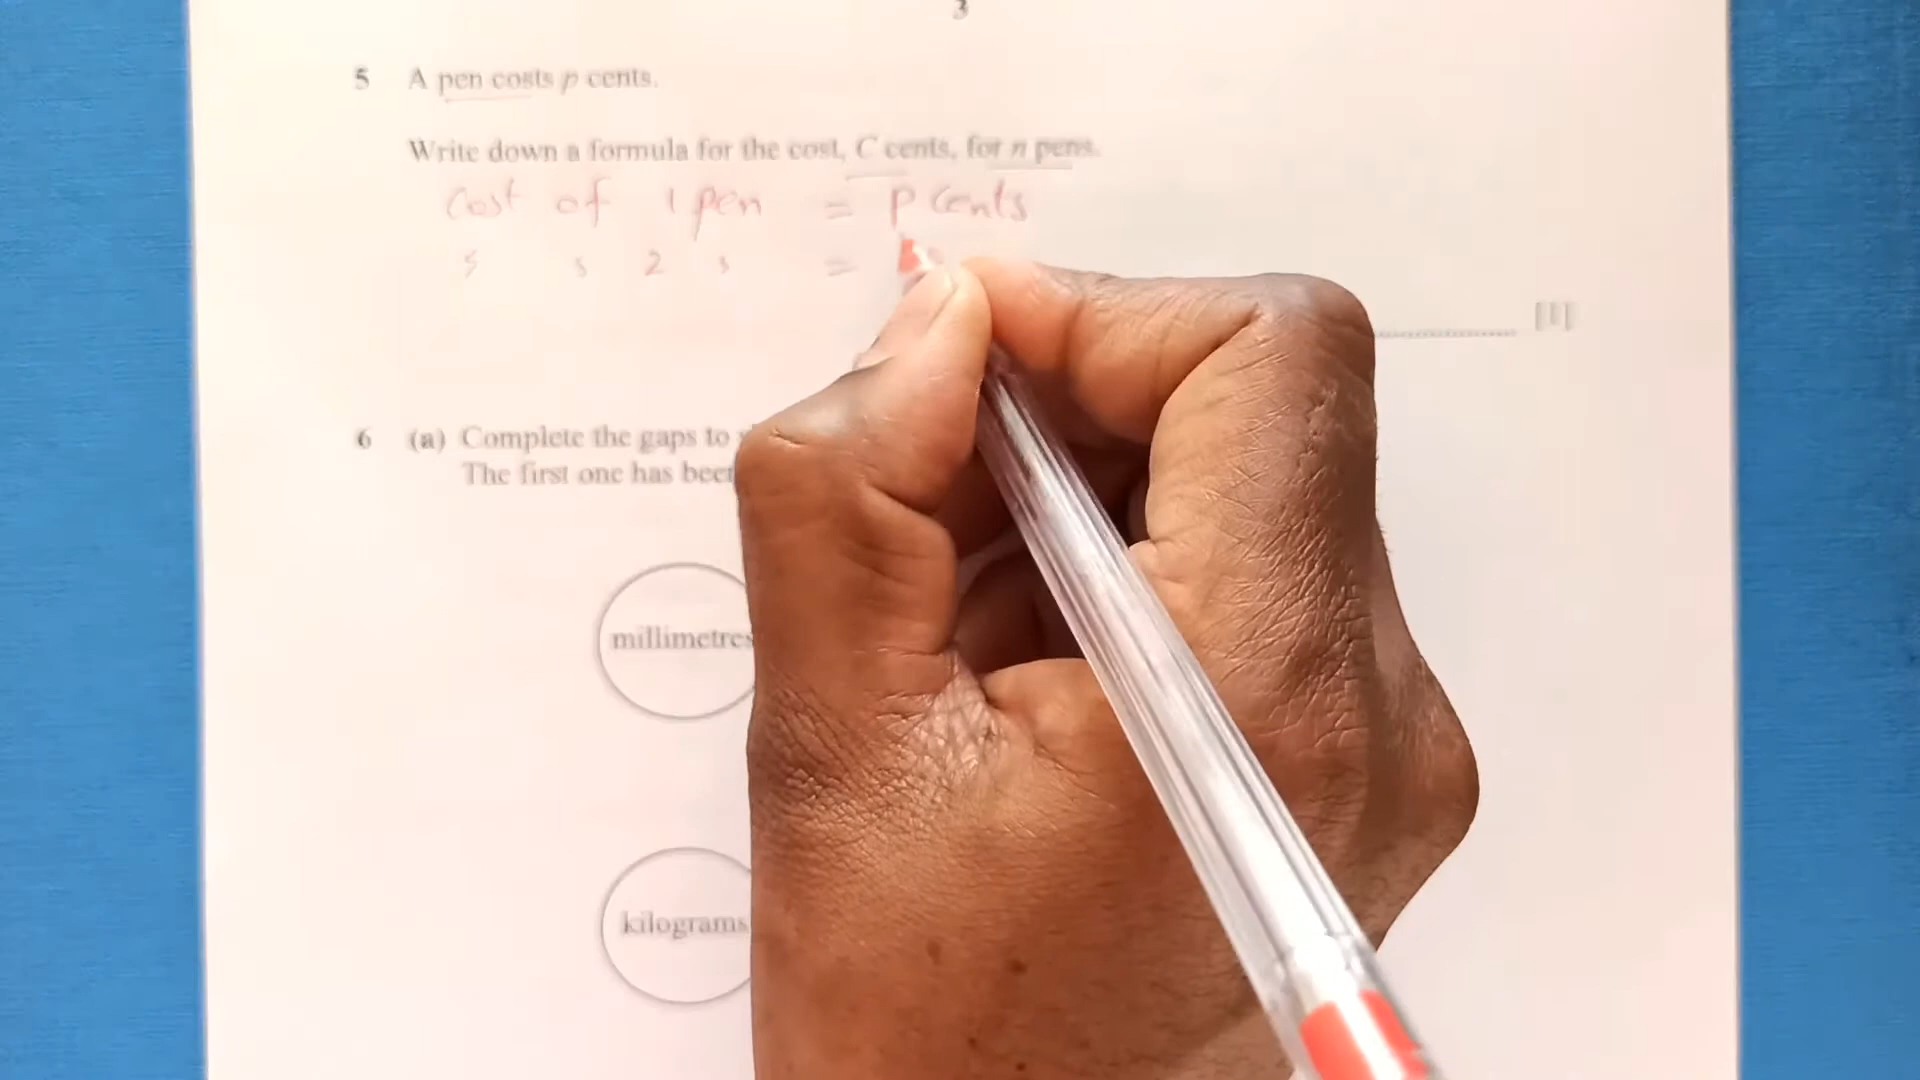 3
5 A pen costs p cents.
Write down a formula for the cost, C cents, for n pens.
Cost of 1 pen = P Cents
2 =
[1]
6 (a) Complete the gaps to
The first one has been
millimetres
kilograms